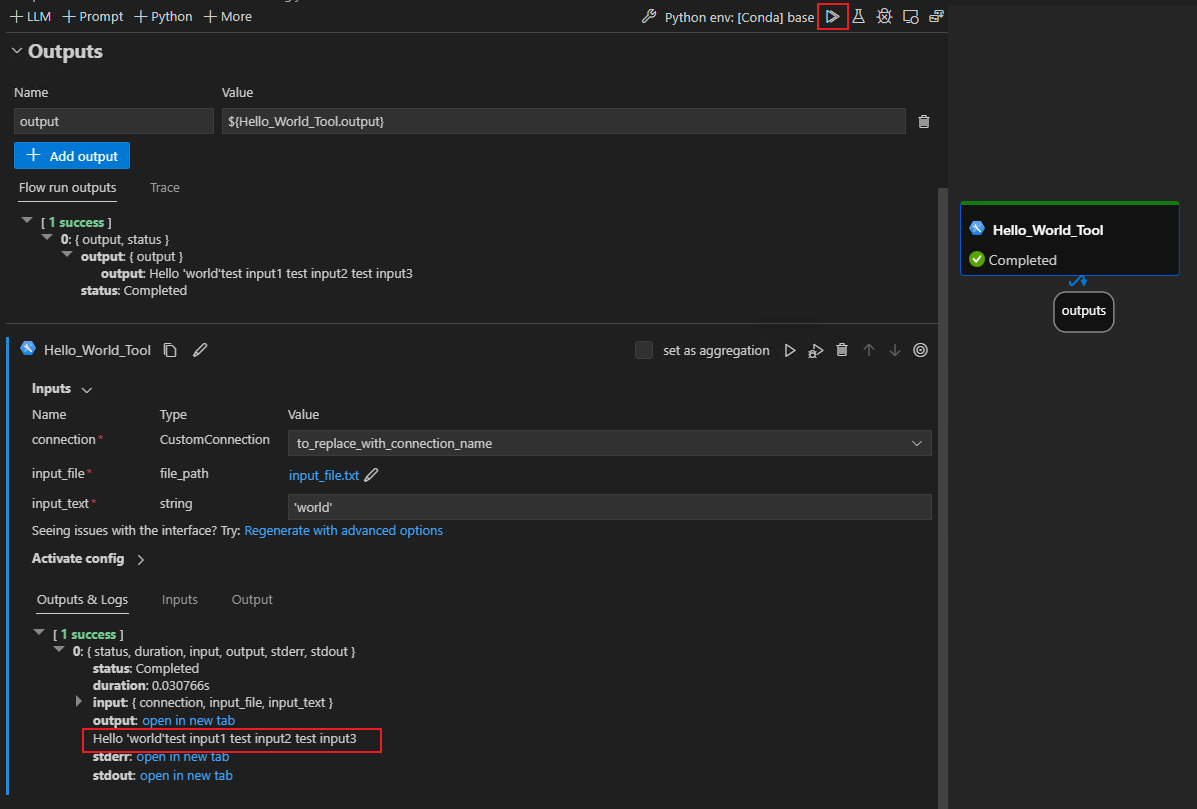 LLM Prompt Python More Python env: [Conda] base
Outputs
Name Value
output ${Hello_World_Tool.output}
Add output
Flow run outputs Trace
[ 1 success ]
0: { output, status }
output: { output }
output: Hello 'world'test input1 test input2 test input3
status: Completed
Hello_World_Tool
Completed
outputs
Hello_World_Tool set as aggregation
Inputs
Name Type Value
connection* CustomConnection to_replace_with_connection_name
input_file* file_path input_file.txt
input_text* string 'world'
Seeing issues with the interface? Try: Regenerate with advanced options
Activate config
Outputs & Logs Inputs Output
[ 1 success ]
0: { status, duration, input, output, stderr, stdout }
status: Completed
duration: 0.030766s
input: { connection, input_file, input_text }
output: open in new tab
Hello 'world'test input1 test input2 test input3
stderr: open in new tab
stdout: open in new tab